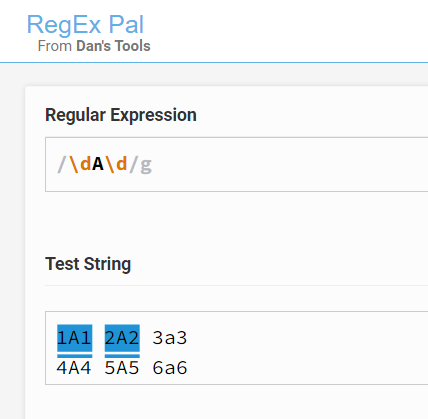 RegEx Pal
From Dan's Tools
Regular Expression
/\dA\d/g
Test String
1A1 2A2 3a3
4A4 5A5 6a6